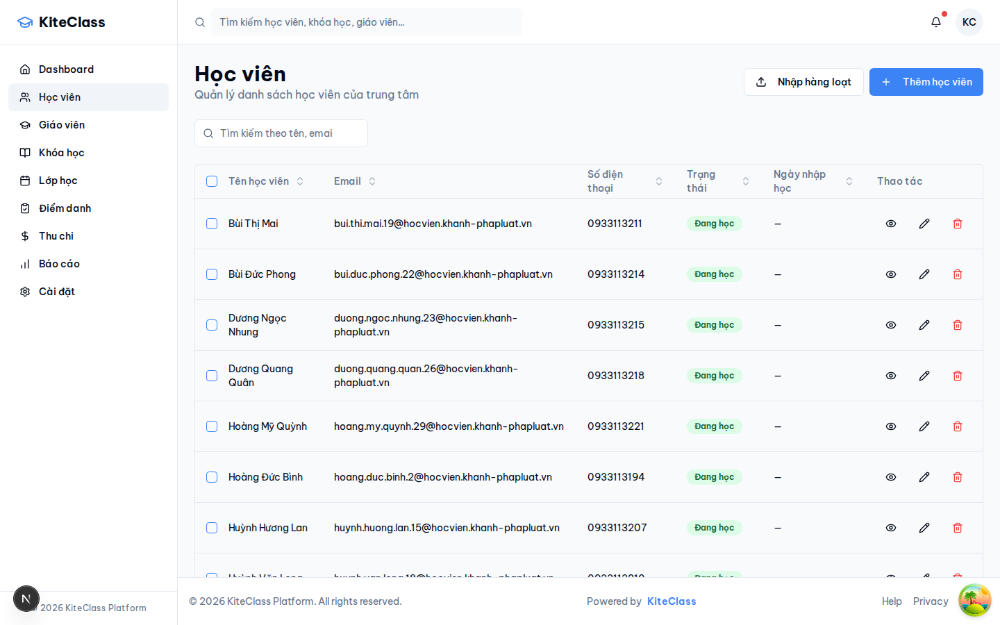 KiteClass
Tìm kiếm học viên, khóa học, giáo viên...
KC
Dashboard
Học viên
Giáo viên
Khóa học
Lớp học
Điểm danh
Thu chi
Báo cáo
Cài đặt
Học viên
Quản lý danh sách học viên của trung tâm
Nhập hàng loạt
Thêm học viên
Tìm kiếm theo tên, emai
Tên học viên
Email
Số điện thoại
Trạng thái
Ngày nhập học
Thao tác
Bùi Thị Mai
bui.thi.mai.19@hocvien.khanh-phapluat.vn
0933113211
Đang học
—
Bùi Đức Phong
bui.duc.phong.22@hocvien.khanh-phapluat.vn
0933113214
Đang học
—
Dương Ngọc
Nhung
duong.ngoc.nhung.23@hocvien.khanh-
phapluat.vn
0933113215
Đang học
—
Dương Quang
Quân
duong.quang.quan.26@hocvien.khanh-
phapluat.vn
0933113218
Đang học
—
Hoàng Mỹ Quỳnh
hoang.my.quynh.29@hocvien.khanh-phapluat.vn
0933113221
Đang học
—
Hoàng Đức Bình
hoang.duc.binh.2@hocvien.khanh-phapluat.vn
0933113194
Đang học
—
Huỳnh Hương Lan
huynh.huong.lan.15@hocvien.khanh-phapluat.vn
0933113207
Đang học
—
© 2026 KiteClass Platform. All rights reserved.
Powered by KiteClass
Help
Privacy
N
2026 KiteClass Platform